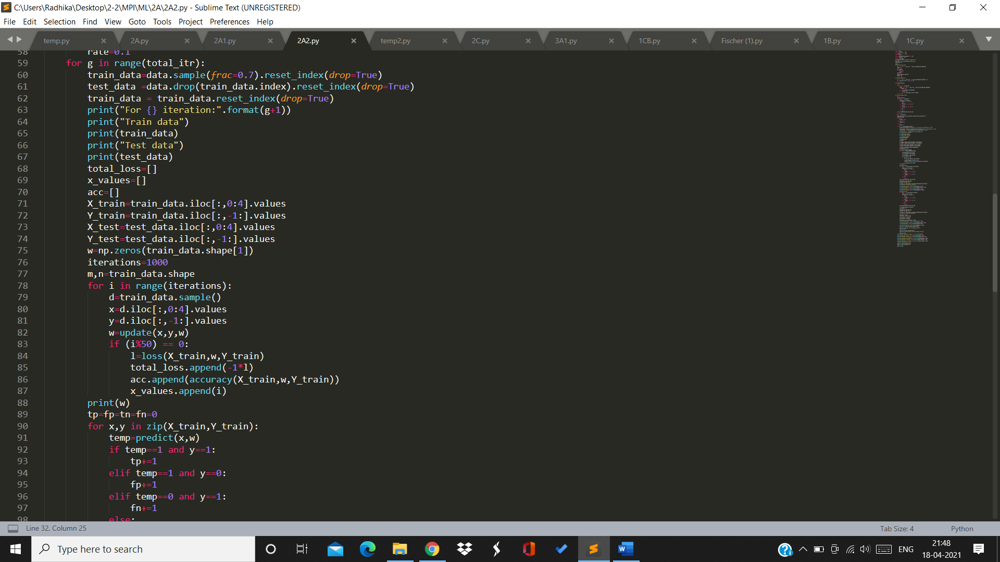 C:\Users\Radhika\Desktop\2-2\MPI\ML\2A\2A2.py - Sublime Text (UNREGISTERED)
File Edit Selection Find View Goto Tools Project Preferences Help
temp.py 2A.py 2A1.py 2A2.py temp2.py 2C.py 3A1.py 1CB.py Fischer (1).py 1B.py 1C.py
58 rate=0.1
59 for g in range(total_itr):
60 train_data=data.sample(frac=0.7).reset_index(drop=True)
61 test_data =data.drop(train_data.index).reset_index(drop=True)
62 train_data = train_data.reset_index(drop=True)
63 print("For {} iteration:".format(g+1))
64 print("Train data")
65 print(train_data)
66 print("Test data")
67 print(test_data)
68 total_loss=[]
69 x_values=[]
70 acc=[]
71 X_train=train_data.iloc[:,0:4].values
72 Y_train=train_data.iloc[:,-1:].values
73 X_test=test_data.iloc[:,0:4].values
74 Y_test=test_data.iloc[:,-1:].values
75 w=np.zeros(train_data.shape[1])
76 iterations=1000
77 m,n=train_data.shape
78 for i in range(iterations):
79 d=train_data.sample()
80 x=d.iloc[:,0:4].values
81 y=d.iloc[:,-1:].values
82 w=update(x,y,w)
83 if (i%50) == 0:
84 l=loss(X_train,w,Y_train)
85 total_loss.append(-1*l)
86 acc.append(accuracy(X_train,w,Y_train))
87 x_values.append(i)
88 print(w)
89 tp=fp=tn=fn=0
90 for x,y in zip(X_train,Y_train):
91 temp=predict(x,w)
92 if temp==1 and y==1:
93 tp+=1
94 elif temp==1 and y==0:
95 fp+=1
96 elif temp==0 and y==1:
97 fn+=1
98 else:
Line 32, Column 25 Tab Size: 4 Python
Type here to search
ENG
21:48
18-04-2021